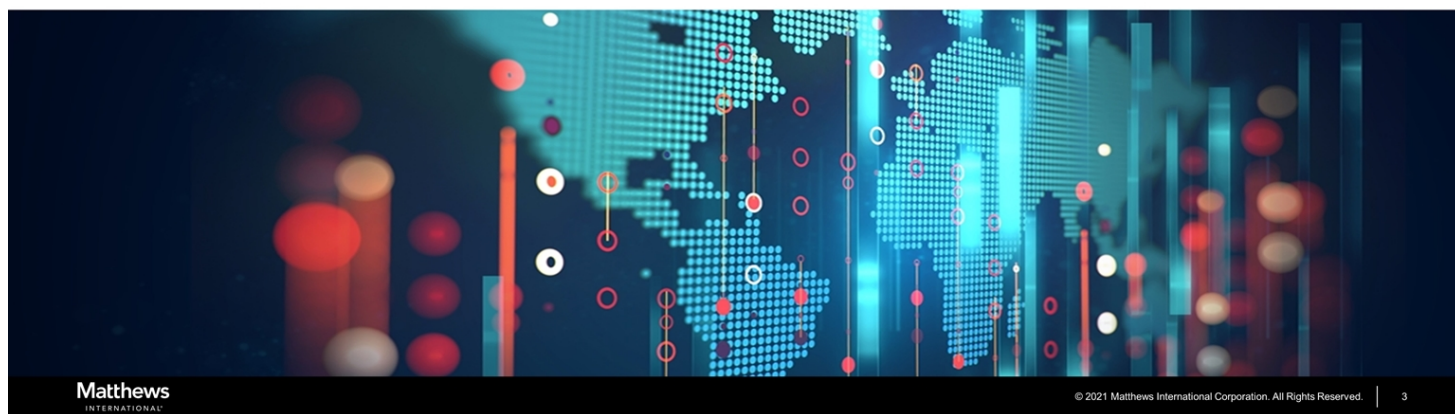 Matthews
INTERNATIONAL®
© 2021 Matthews International Corporation. All Rights Reserved.
3